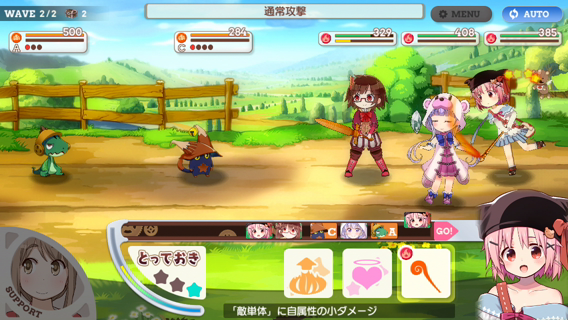 WAVE 2/2 2
通常攻撃
MENU
AUTO
500
A
284
C
329
408
385
C
A
GO!
とっておき
SUPPORT
「敵単体」に自属性の小ダメージ